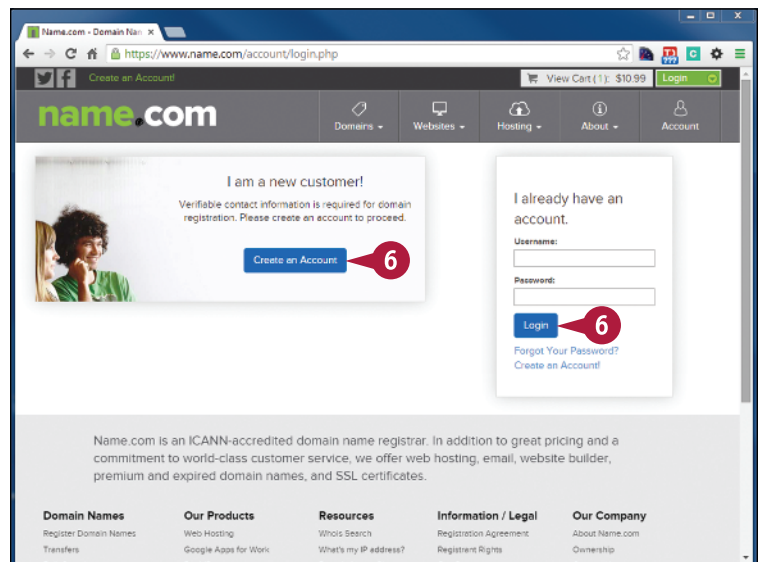 Name.com - Domain Nan ×
https://www.name.com/account/login.php
Create an Account!
View Cart (1): $10.99
Login
name.com
Domains
Websites
Hosting
About
Account
I am a new customer!
Verifiable contact information is required for domain
registration. Please create an account to proceed.
Create an Account
6
I already have an
account.
Username:
Password:
Login
6
Forgot Your Password?
Create an Account!
Name.com is an ICANN-accredited domain name registrar. In addition to great pricing and a
commitment to world-class customer service, we offer web hosting, email, website builder,
premium and expired domain names, and SSL certificates.
Domain Names
Our Products
Resources
Information / Legal
Our Company
Register Domain Names
Web Hosting
Whois Search
Registration Agreement
About Name.com
Transfers
Google Apps for Work
What's my IP address?
Registrant Rights
Ownership